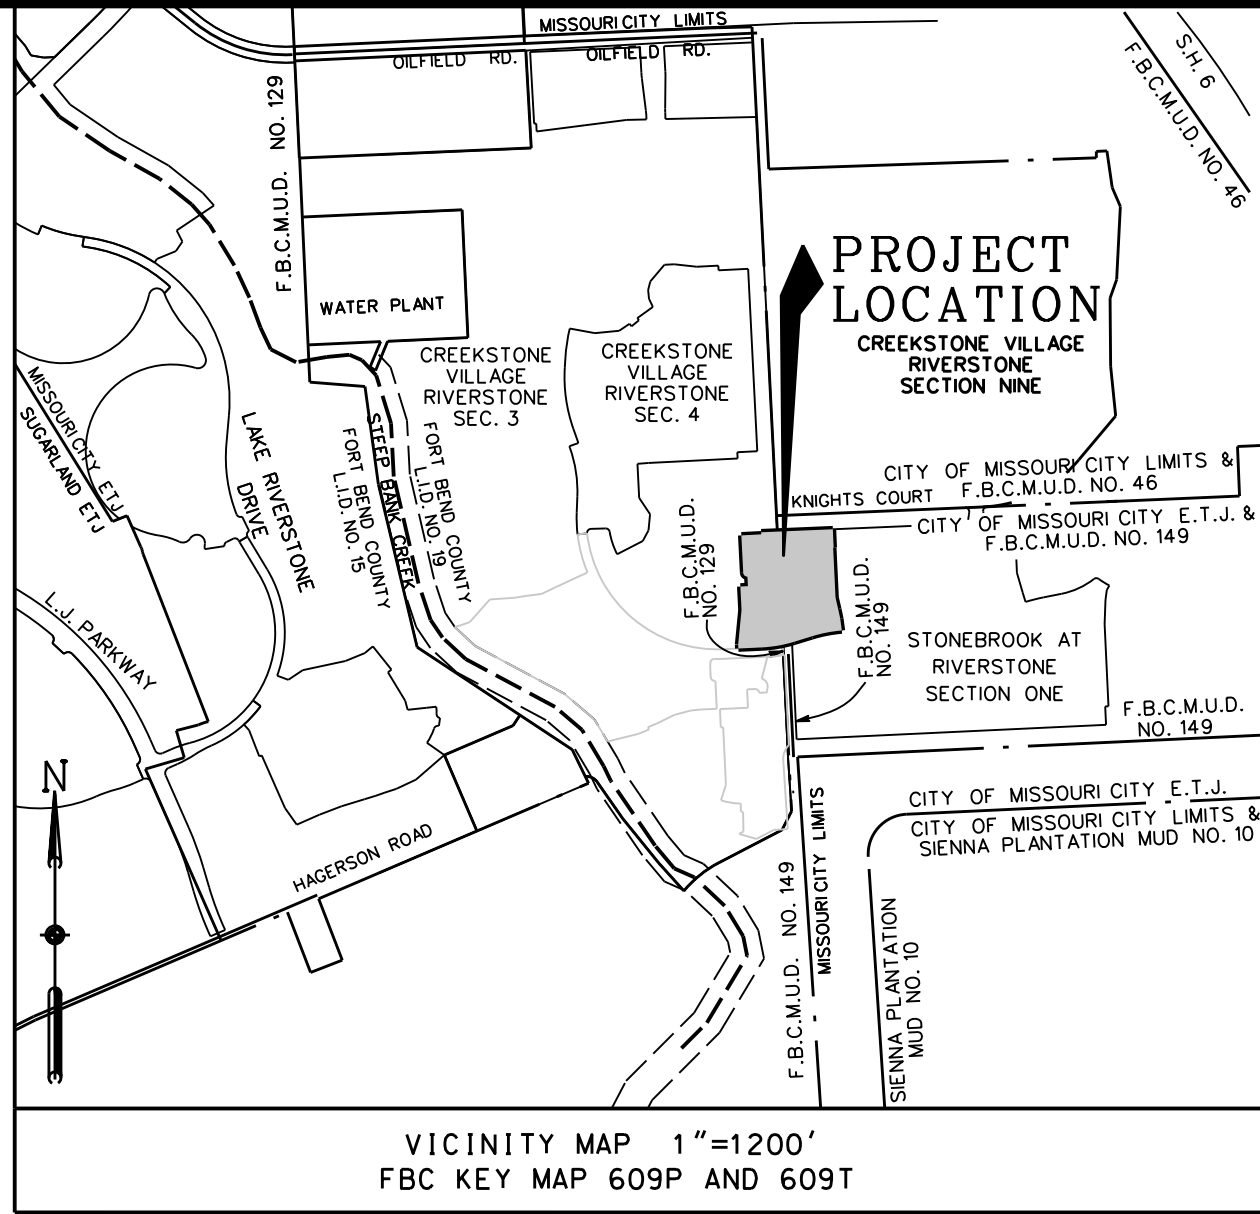 MISSOURI CITY LIMITS
OILFIELD RD.
OILFIELD RD.
S.H. 6
F.B.C.M.U.D. NO. 46
F.B.C.M.U.D. NO. 129
PROJECT
LOCATION
CREEKSTONE VILLAGE
RIVERSTONE
SECTION NINE
WATER PLANT
CREEKSTONE
VILLAGE
RIVERSTONE
SEC. 3
CREEKSTONE
VILLAGE
RIVERSTONE
SEC. 4
MISSOURI CITY ETJ
SUGARLAND ETJ
LAKE RIVERSTONE
DRIVE
FORT BEND COUNTY
L.I.D. NO. 15
STEEP BANK CREEK
FORT BEND COUNTY
L.I.D. NO. 19
CITY OF MISSOURI CITY LIMITS &
F.B.C.M.U.D. NO. 46
KNIGHTS COURT
CITY OF MISSOURI CITY E.T.J. &
F.B.C.M.U.D. NO. 149
F.B.C.M.U.D.
NO. 129
F.B.C.M.U.D.
NO. 149
STONEBROOK AT
RIVERSTONE
SECTION ONE
L.J. PARKWAY
F.B.C.M.U.D.
NO. 149
N
CITY OF MISSOURI CITY E.T.J.
CITY OF MISSOURI CITY LIMITS &
SIENNA PLANTATION MUD NO. 10
HAGERSON ROAD
F.B.C.M.U.D. NO. 149
MISSOURI CITY LIMITS
SIENNA PLANTATION
MUD NO. 10
VICINITY MAP 1"=1200'
FBC KEY MAP 609P AND 609T